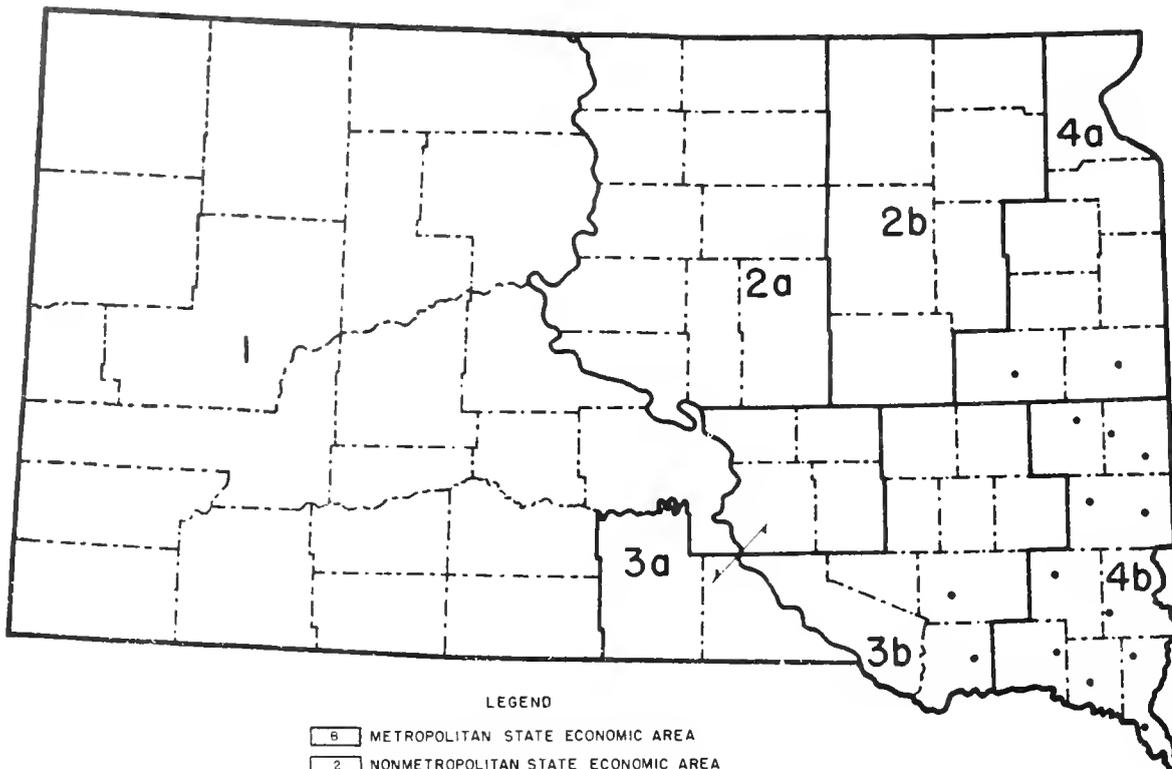 4a
2b
2a
1
3a
4b
3b
LEGEND
B METROPOLITAN STATE ECONOMIC AREA
2 NONMETROPOLITAN STATE ECONOMIC AREA